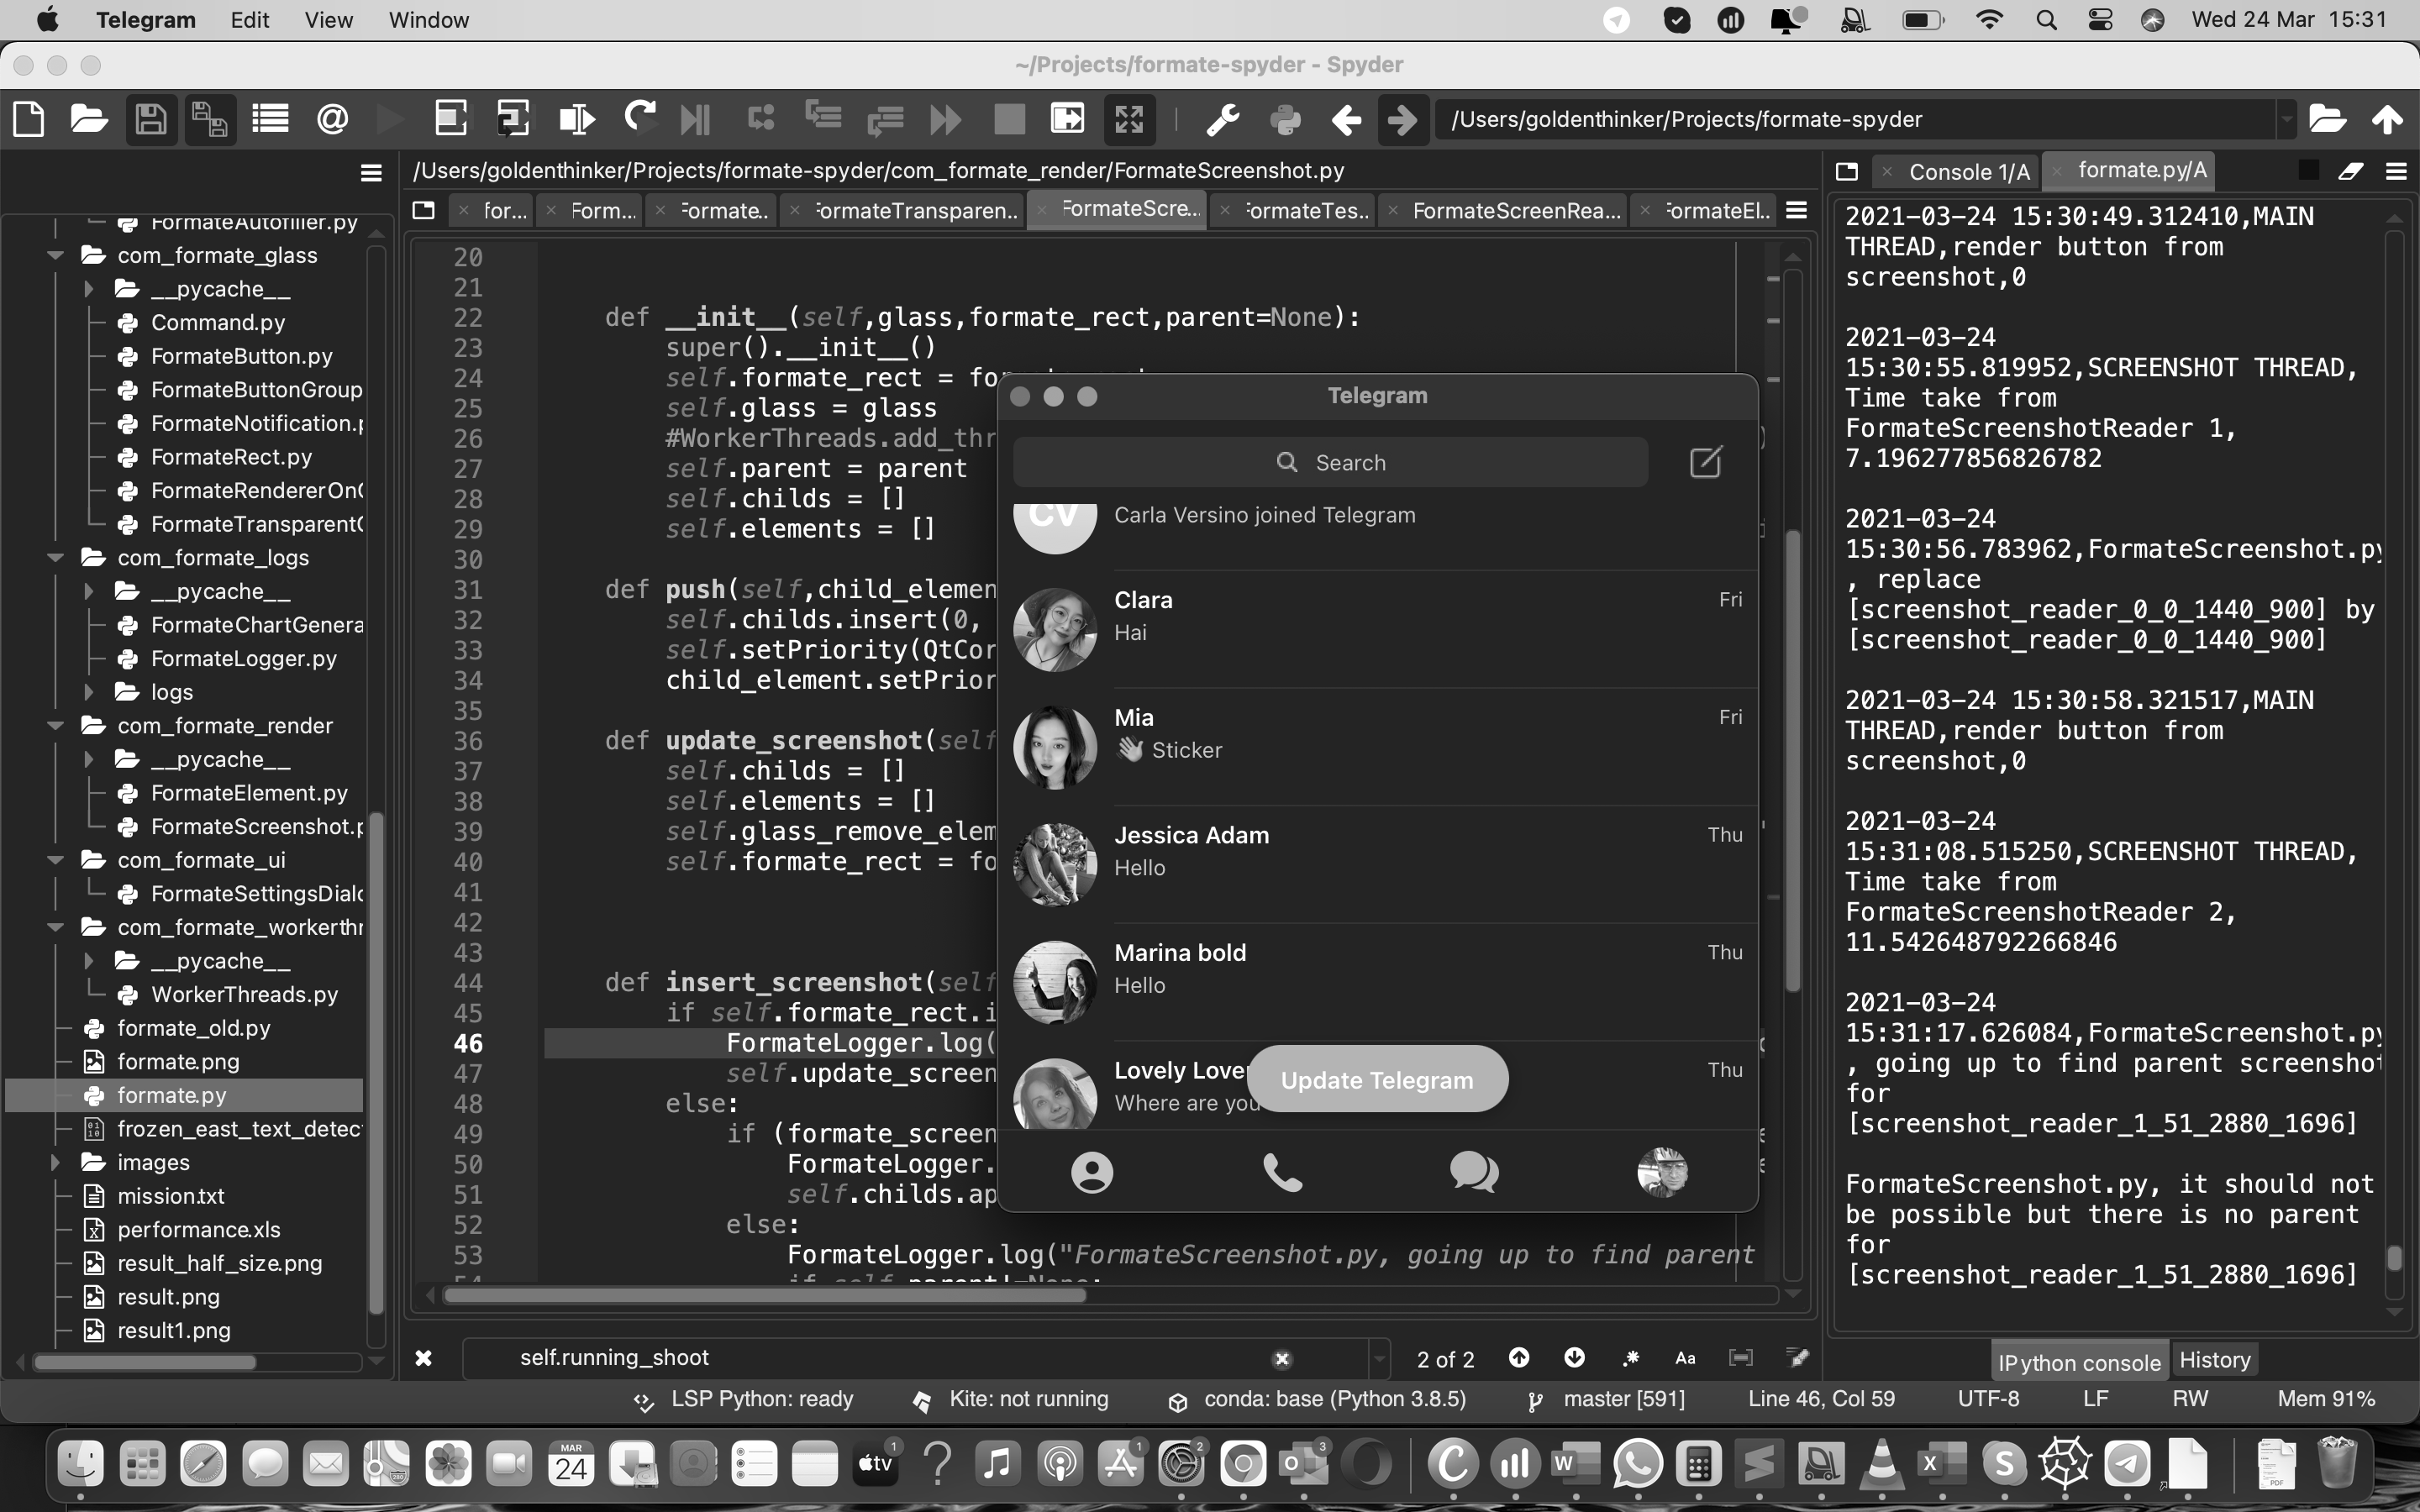 Telegram Edit View Window Wed 24 Mar 15:31
~/Projects/formate-spyder - Spyder
/Users/goldenthinker/Projects/formate-spyder
/Users/goldenthinker/Projects/formate-spyder/com_formate_render/FormateScreenshot.py
for... Form... Formate.. FormateTransparen.. FormateScre.. FormateTes.. FormateScreenRea... FormateEl..
FormateAutofiller.py
com_formate_glass
__pycache__
Command.py
FormateButton.py
FormateButtonGroup
FormateNotification.p
FormateRect.py
FormateRendererOn
FormateTransparent
com_formate_logs
__pycache__
FormateChartGenera
FormateLogger.py
logs
com_formate_render
__pycache__
FormateElement.py
FormateScreenshot.p
com_formate_ui
FormateSettingsDialo
com_formate_workerthr
__pycache__
WorkerThreads.py
formate_old.py
formate.png
formate.py
frozen_east_text_detec
images
mission.txt
performance.xls
result_half_size.png
result.png
result1.png
20
21
22 def __init__(self,glass,formate_rect,parent=None):
23 super().__init__()
24 self.formate_rect = fo
25 self.glass = glass
26 #WorkerThreads.add_thr
27 self.parent = parent
28 self.childs = []
29 self.elements = []
30
31 def push(self,child_elemen
32 self.childs.insert(0,
33 self.setPriority(QtCor
34 child_element.setPrior
35
36 def update_screenshot(self
37 self.childs = []
38 self.elements = []
39 self.glass_remove_elem
40 self.formate_rect = fo
41
42
43
44 def insert_screenshot(self
45 if self.formate_rect.i
46 FormateLogger.log(
47 self.update_screen
48 else:
49 if (formate_screen
50 FormateLogger.
51 self.childs.ap
52 else:
53 FormateLogger.log("FormateScreenshot.py, going up to find parent
54 if self.parent!=None:
Telegram
Search
CV
Carla Versino joined Telegram
Clara Fri
Hai
Mia Fri
👋 Sticker
Jessica Adam Thu
Hello
Marina bold Thu
Hello
Lovely Lover Thu
Where are you
Update Telegram
Console 1/A formate.py/A
2021-03-24 15:30:49.312410,MAIN
THREAD,render button from
screenshot,0
2021-03-24
15:30:55.819952,SCREENSHOT THREAD,
Time take from
FormateScreenshotReader 1,
7.196277856826782
2021-03-24
15:30:56.783962,FormateScreenshot.py
, replace
[screenshot_reader_0_0_1440_900] by
[screenshot_reader_0_0_1440_900]
2021-03-24 15:30:58.321517,MAIN
THREAD,render button from
screenshot,0
2021-03-24
15:31:08.515250,SCREENSHOT THREAD,
Time take from
FormateScreenshotReader 2,
11.542648792266846
2021-03-24
15:31:17.626084,FormateScreenshot.py
, going up to find parent screenshot
for
[screenshot_reader_1_51_2880_1696]
FormateScreenshot.py, it should not
be possible but there is no parent
for
[screenshot_reader_1_51_2880_1696]
self.running_shoot 2 of 2 .* Aa
IPython console History
LSP Python: ready Kite: not running conda: base (Python 3.8.5) master [591] Line 46, Col 59 UTF-8 LF RW Mem 91%
MAR
24
tv 1 1 2 3
W X S
PDF